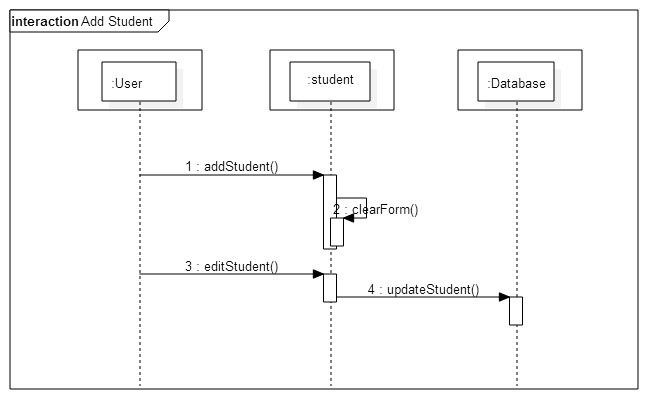 interaction Add Student
:User
:student
:Database
1 : addStudent()
2 : clearForm()
3 : editStudent()
4 : updateStudent()